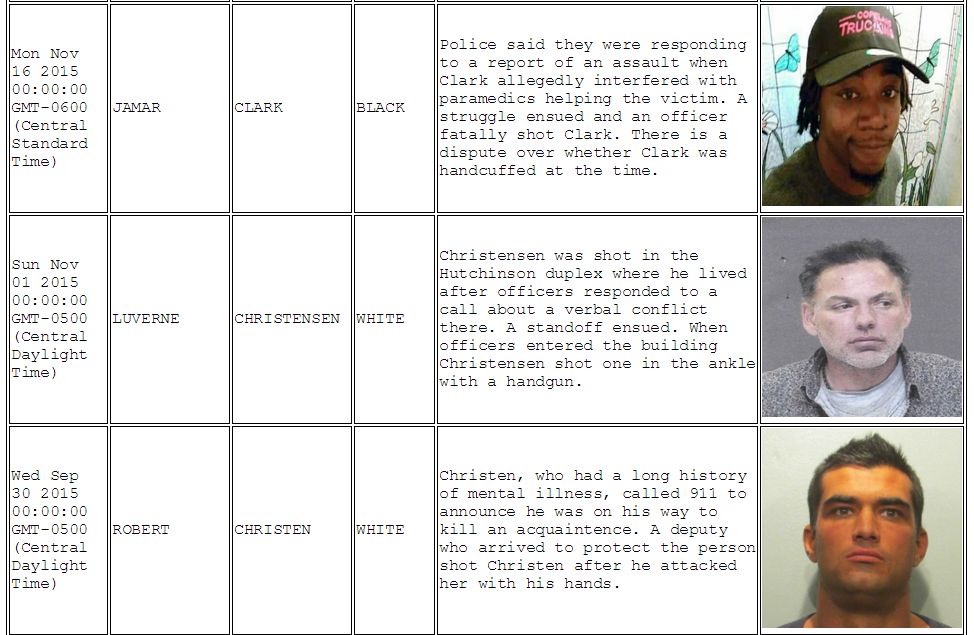 Mon Nov
16 2015
00:00:00
GMT-0600
(Central
Standard
Time)
JAMAR
CLARK
BLACK
Police said they were responding
to a report of an assault when
Clark allegedly interfered with
paramedics helping the victim. A
struggle ensued and an officer
fatally shot Clark. There is a
dispute over whether Clark was
handcuffed at the time.
COPELAND
TRUCKING
Sun Nov
01 2015
00:00:00
GMT-0500
(Central
Daylight
Time)
LUVERNE
CHRISTENSEN
WHITE
Christensen was shot in the
Hutchinson duplex where he lived
after officers responded to a
call about a verbal conflict
there. A standoff ensued. When
officers entered the building
Christensen shot one in the ankle
with a handgun.
Wed Sep
30 2015
00:00:00
GMT-0500
(Central
Daylight
Time)
ROBERT
CHRISTEN
WHITE
Christen, who had a long history
of mental illness, called 911 to
announce he was on his way to
kill an acquaintence. A deputy
who arrived to protect the person
shot Christen after he attacked
her with his hands.